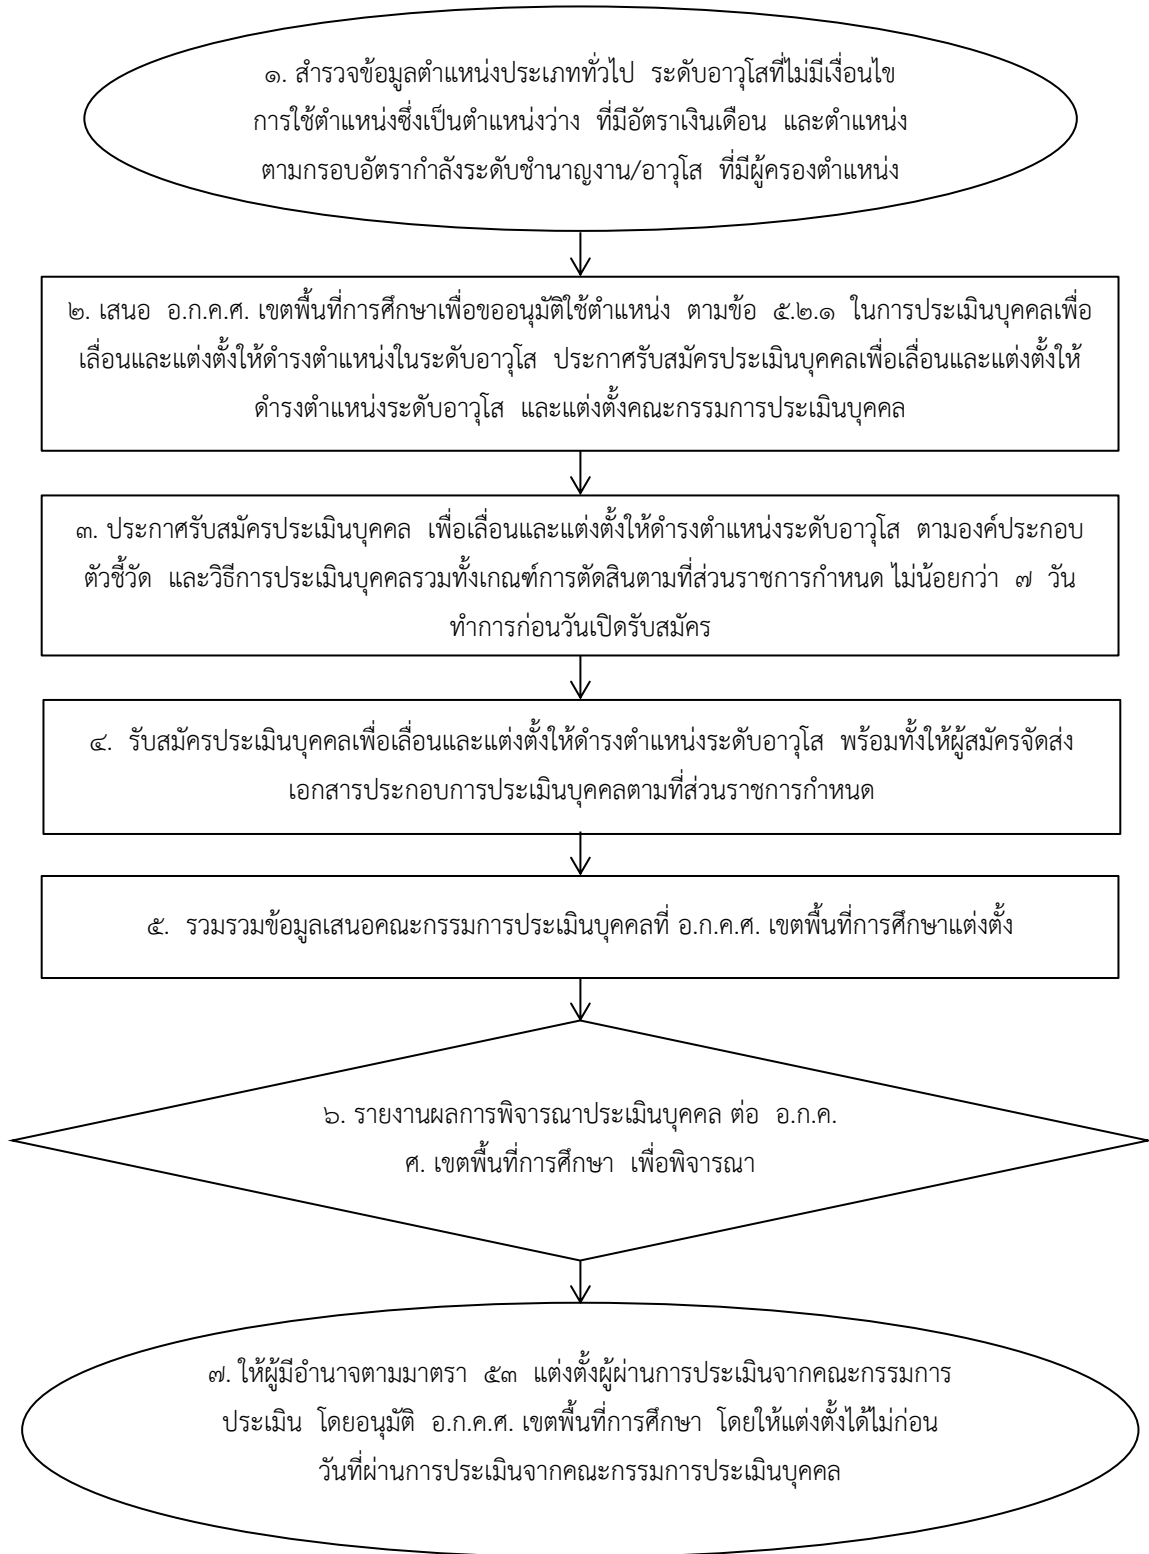 ๑. สำรวจข้อมูลตำแหน่งประเภททั่วไป ระดับอาวุโสที่ไม่มีเงื่อนไข
การใช้ตำแหน่งซึ่งเป็นตำแหน่งว่าง ที่มีอัตราเงินเดือน และตำแหน่ง
ตามกรอบอัตรากำลังระดับชำนาญงาน/อาวุโส ที่มีผู้ครองตำแหน่ง
๒. เสนอ อ.ก.ค.ศ. เขตพื้นที่การศึกษาเพื่อขออนุมัติใช้ตำแหน่ง ตามข้อ ๕.๒.๑ ในการประเมินบุคคลเพื่อ
เลื่อนและแต่งตั้งให้ดำรงตำแหน่งในระดับอาวุโส ประกาศรับสมัครประเมินบุคคลเพื่อเลื่อนและแต่งตั้งให้
ดำรงตำแหน่งระดับอาวุโส และแต่งตั้งคณะกรรมการประเมินบุคคล
๓. ประกาศรับสมัครประเมินบุคคล เพื่อเลื่อนและแต่งตั้งให้ดำรงตำแหน่งระดับอาวุโส ตามองค์ประกอบ
ตัวชี้วัด และวิธีการประเมินบุคคลรวมทั้งเกณฑ์การตัดสินตามที่ส่วนราชการกำหนด ไม่น้อยกว่า ๗ วัน
ทำการก่อนวันเปิดรับสมัคร
๔. รับสมัครประเมินบุคคลเพื่อเลื่อนและแต่งตั้งให้ดำรงตำแหน่งระดับอาวุโส พร้อมทั้งให้ผู้สมัครจัดส่ง
เอกสารประกอบการประเมินบุคคลตามที่ส่วนราชการกำหนด
๕. รวมรวมข้อมูลเสนอคณะกรรมการประเมินบุคคลที่ อ.ก.ค.ศ. เขตพื้นที่การศึกษาแต่งตั้ง
๖. รายงานผลการพิจารณาประเมินบุคคล ต่อ อ.ก.ค.
ศ. เขตพื้นที่การศึกษา เพื่อพิจารณา
๗. ให้ผู้มีอำนาจตามมาตรา ๕๓ แต่งตั้งผู้ผ่านการประเมินจากคณะกรรมการ
ประเมิน โดยอนุมัติ อ.ก.ค.ศ. เขตพื้นที่การศึกษา โดยให้แต่งตั้งได้ไม่ก่อน
วันที่ผ่านการประเมินจากคณะกรรมการประเมินบุคคล